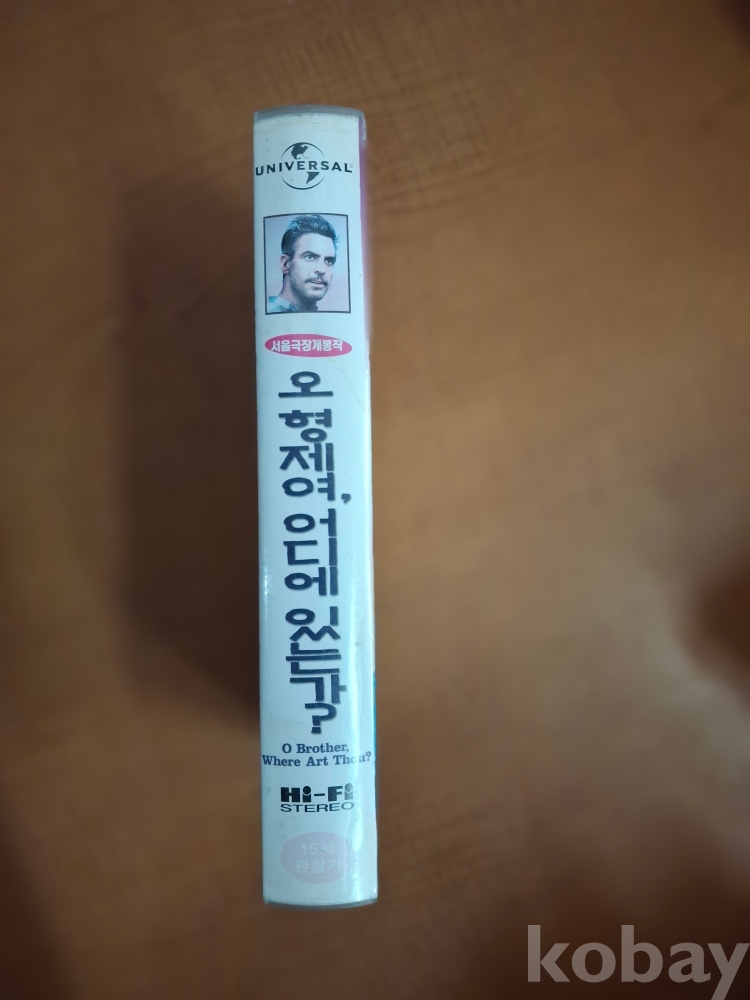 UNIVERSAL
서울극장개봉작
오
형
제
여,
어
디
에
있
는
가?
O Brother,
Where Art Thou?
Hi-Fi
STEREO
15세
관람가
kobay